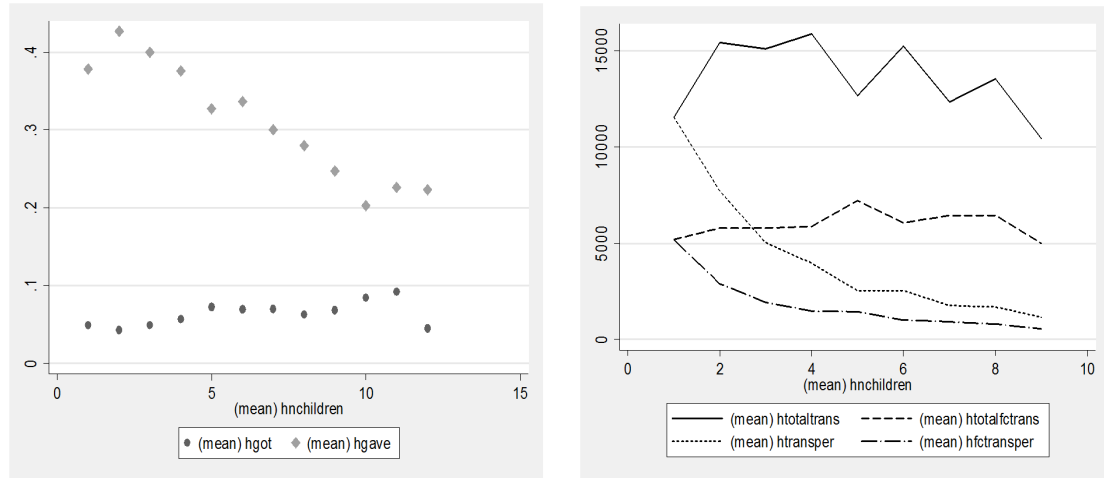 .4
.3
.2
.1
0
0 5 10 15
(mean) hnchildren
(mean) hgot (mean) hgave
15000
10000
5000
0
0 2 4 6 8 10
(mean) hnchildren
(mean) htotaltrans (mean) htotalfctrans
(mean) htransper (mean) hfctransper